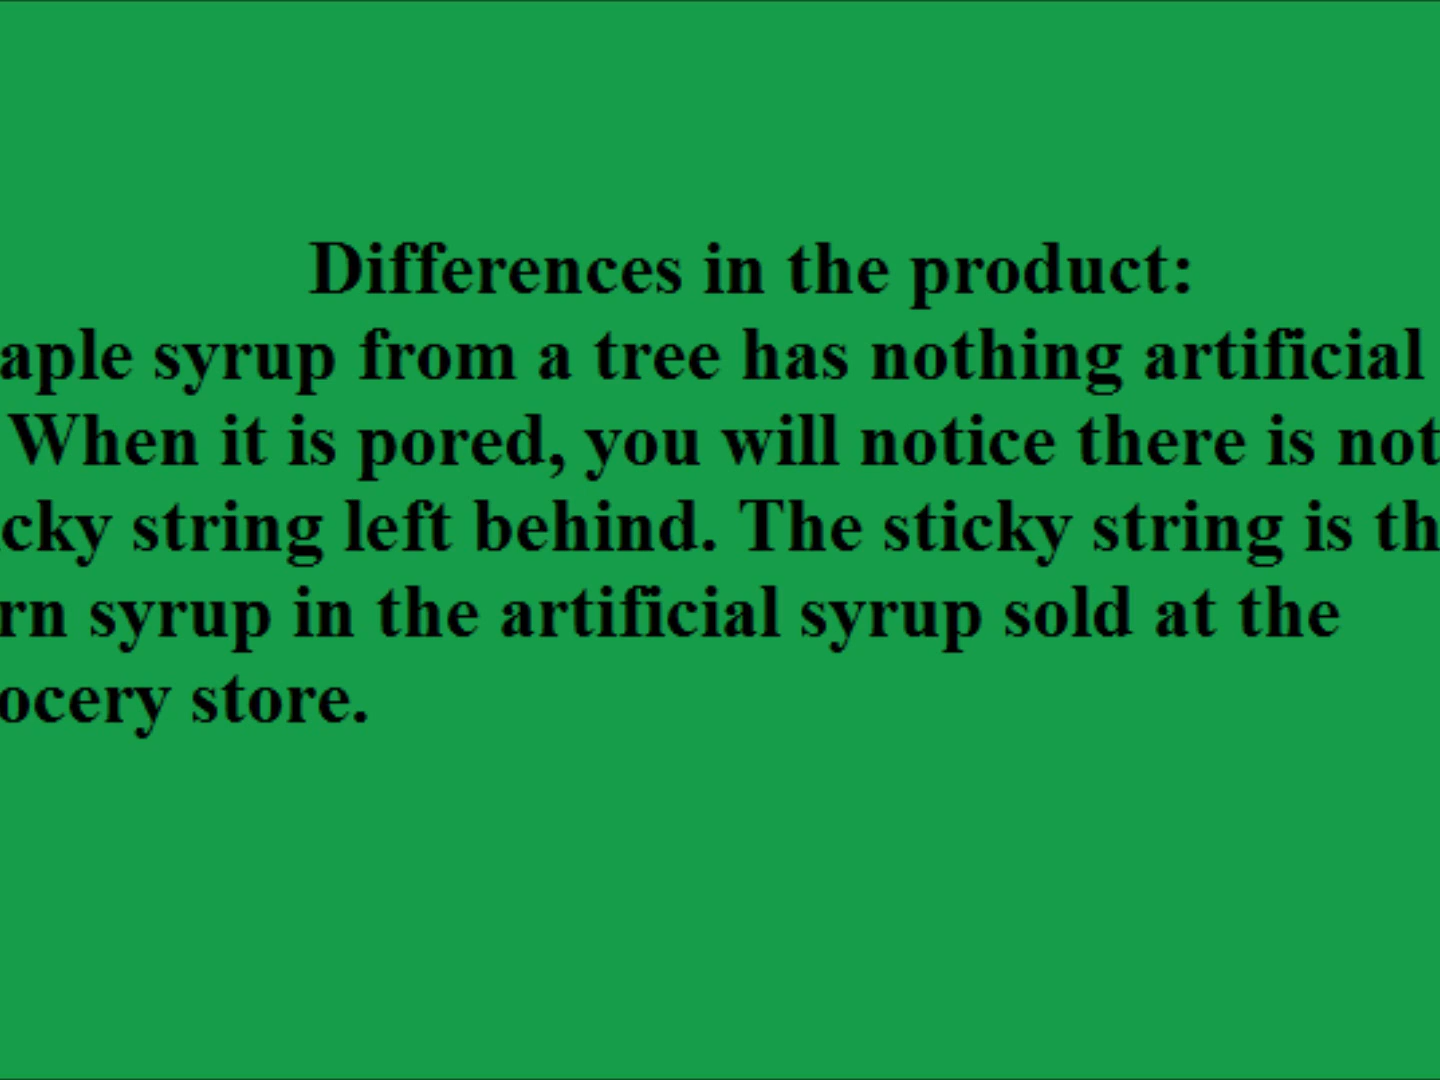 Differences in the product:
aple syrup from a tree has nothing artificial
When it is pored, you will notice there is not
cky string left behind. The sticky string is th
rn syrup in the artificial syrup sold at the
ocery store.